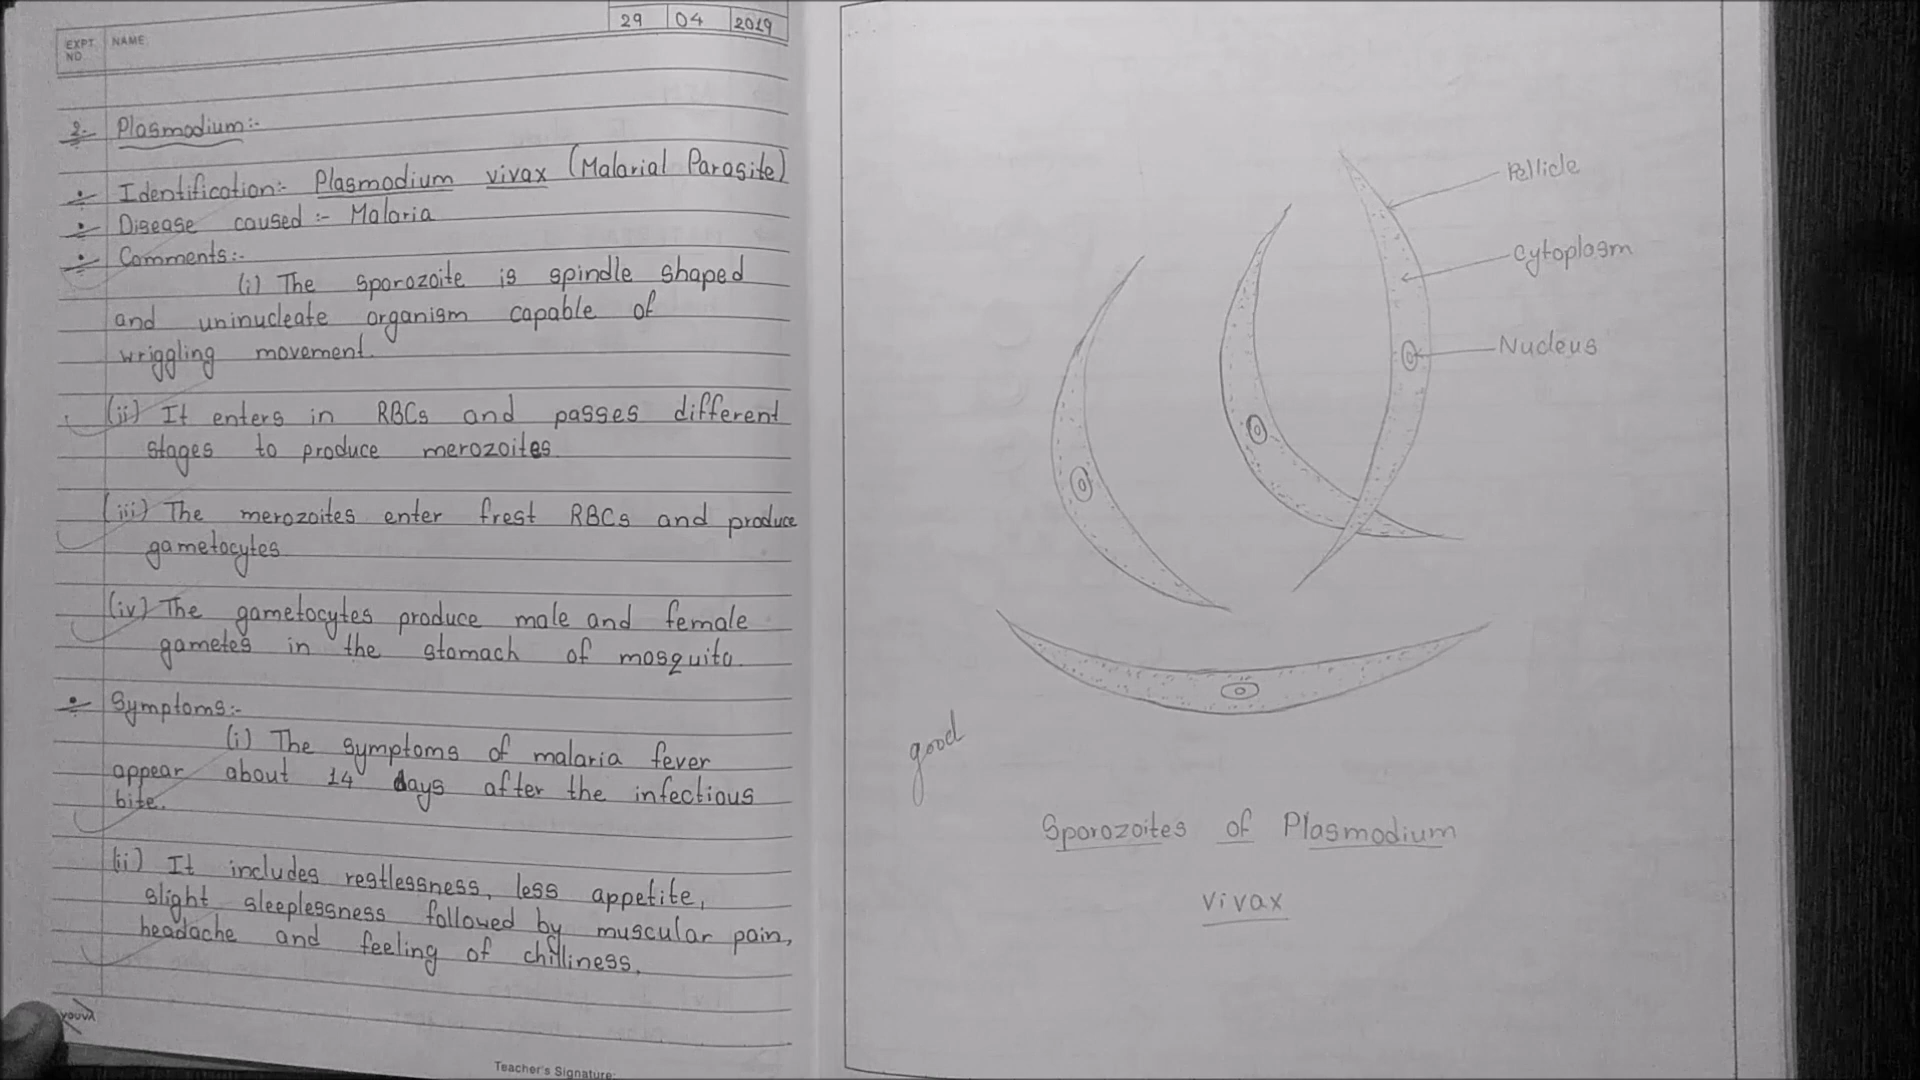 29 04 2019
EXPT NO NAME
2. Plasmodium:-
Identification:- Plasmodium vivax (Malarial Parasite)
Disease caused :- Malaria
Comments:-
(i) The sporozoite is spindle shaped
and uninucleate organism capable of
wriggling movement.
(ii) It enters in RBCs and passes different
stages to produce merozoites.
(iii) The merozoites enter frest RBCs and produce
gametocytes
(iv) The gametocytes produce male and female
gametes in the stomach of mosquito.
Symptoms:-
(i) The symptoms of malaria fever
appear about 14 days after the infectious
bite.
(ii) It includes restlessness, less appetite,
slight sleeplessness followed by muscular pain,
headache and feeling of chilliness.
youva
Teacher's Signature:
Pellicle
Cytoplasm
Nucleus
good
Sporozoites of Plasmodium
vivax